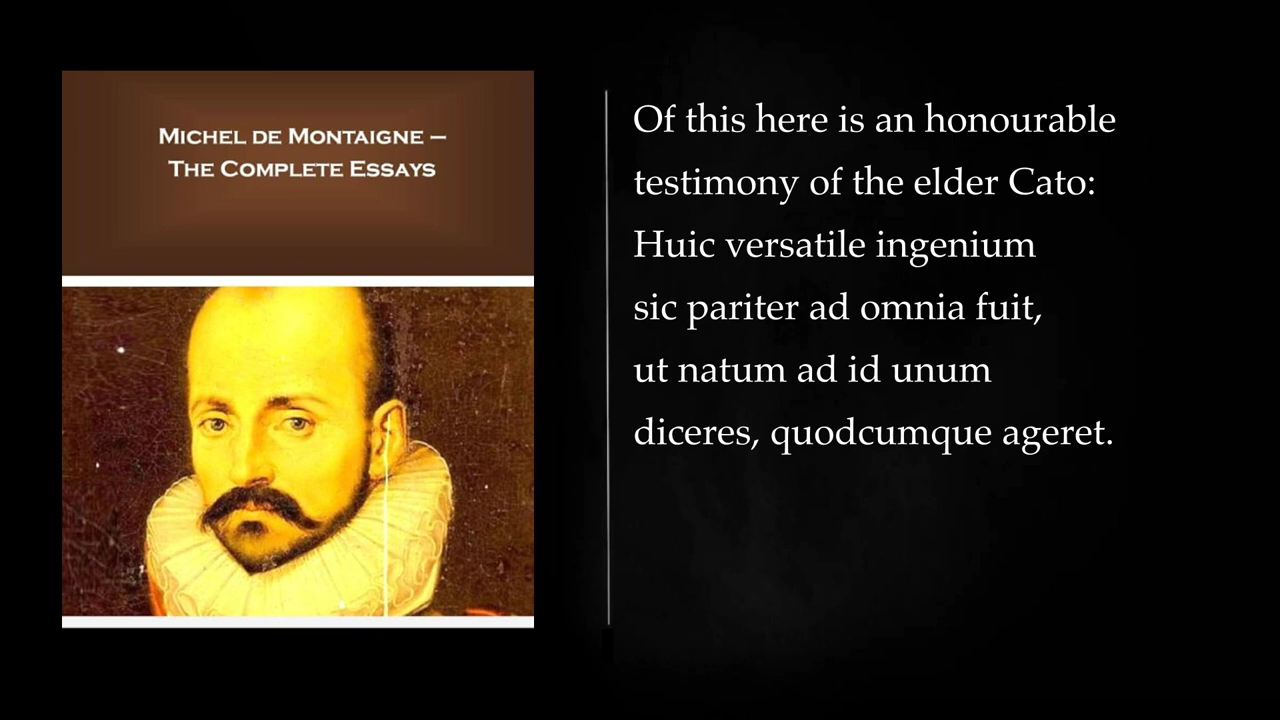 MICHEL DE MONTAIGNE –
THE COMPLETE ESSAYS
Of this here is an honourable
testimony of the elder Cato:
Huic versatile ingenium
sic pariter ad omnia fuit,
ut natum ad id unum
diceres, quodcumque ageret.